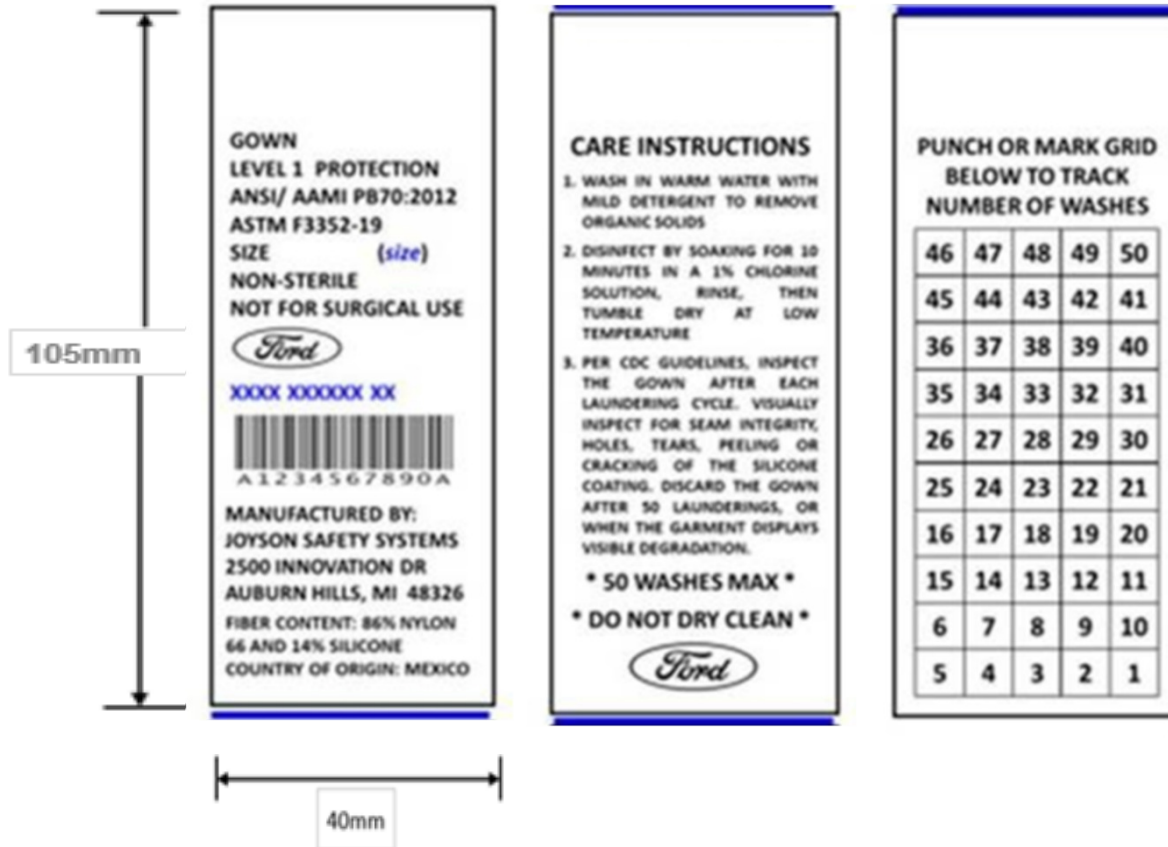 105mm
GOWN
LEVEL 1 PROTECTION
ANSI/ AAMI PB70:2012
ASTM F3352-19
SIZE (size)
NON-STERILE
NOT FOR SURGICAL USE
Ford
XXXX XXXXXX XX
A1234567890A
MANUFACTURED BY:
JOYSON SAFETY SYSTEMS
2500 INNOVATION DR
AUBURN HILLS, MI 48326
FIBER CONTENT: 86% NYLON
66 AND 14% SILICONE
COUNTRY OF ORIGIN: MEXICO
40mm
CARE INSTRUCTIONS
1. WASH IN WARM WATER WITH
MILD DETERGENT TO REMOVE
ORGANIC SOLIDS
2. DISINFECT BY SOAKING FOR 10
MINUTES IN A 1% CHLORINE
SOLUTION, RINSE, THEN
TUMBLE DRY AT LOW
TEMPERATURE
3. PER CDC GUIDELINES, INSPECT
THE GOWN AFTER EACH
LAUNDERING CYCLE. VISUALLY
INSPECT FOR SEAM INTEGRITY,
HOLES, TEARS, PEELING OR
CRACKING OF THE SILICONE
COATING. DISCARD THE GOWN
AFTER 50 LAUNDERINGS, OR
WHEN THE GARMENT DISPLAYS
VISIBLE DEGRADATION.
* 50 WASHES MAX *
* DO NOT DRY CLEAN *
Ford
PUNCH OR MARK GRID
BELOW TO TRACK
NUMBER OF WASHES
46 47 48 49 50
45 44 43 42 41
36 37 38 39 40
35 34 33 32 31
26 27 28 29 30
25 24 23 22 21
16 17 18 19 20
15 14 13 12 11
6 7 8 9 10
5 4 3 2 1